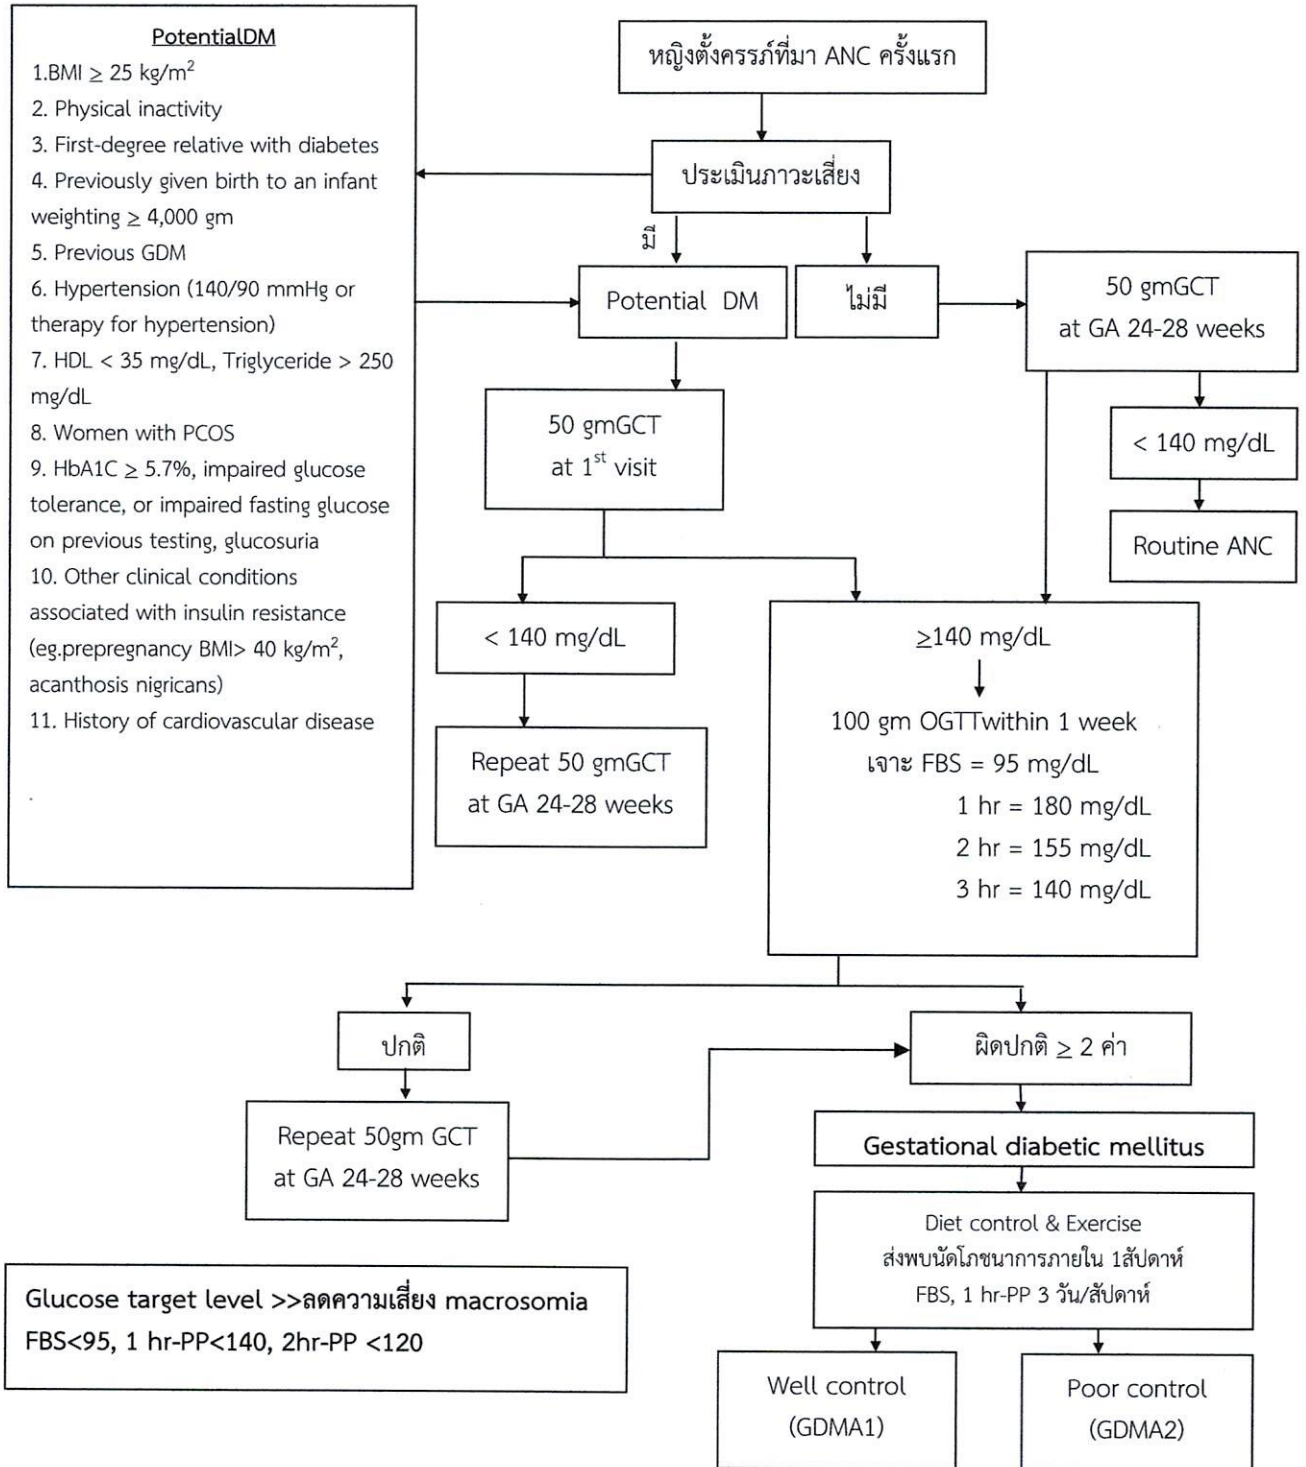 PotentialDM
1.BMI ≥ 25 kg/m²
2. Physical inactivity
3. First-degree relative with diabetes
4. Previously given birth to an infant
weighting ≥ 4,000 gm
5. Previous GDM
6. Hypertension (140/90 mmHg or
therapy for hypertension)
7. HDL < 35 mg/dL, Triglyceride > 250
mg/dL
8. Women with PCOS
9. HbA1C ≥ 5.7%, impaired glucose
tolerance, or impaired fasting glucose
on previous testing, glucosuria
10. Other clinical conditions
associated with insulin resistance
(eg.prepregnancy BMI> 40 kg/m²,
acanthosis nigricans)
11. History of cardiovascular disease
หญิงตั้งครรภ์ที่มา ANC ครั้งแรก
ประเมินภาวะเสี่ยง
มี
Potential DM
ไม่มี
50 gmGCT
at GA 24-28 weeks
50 gmGCT
at 1st visit
< 140 mg/dL
Routine ANC
< 140 mg/dL
Repeat 50 gmGCT
at GA 24-28 weeks
≥140 mg/dL
100 gm OGTTwithin 1 week
เจาะ FBS = 95 mg/dL
1 hr = 180 mg/dL
2 hr = 155 mg/dL
3 hr = 140 mg/dL
ปกติ
ผิดปกติ ≥ 2 ค่า
Repeat 50gm GCT
at GA 24-28 weeks
Gestational diabetic mellitus
Diet control & Exercise
ส่งพบนัดโภชนาการภายใน 1สัปดาห์
FBS, 1 hr-PP 3 วัน/สัปดาห์
Glucose target level >>ลดความเสี่ยง macrosomia
FBS<95, 1 hr-PP<140, 2hr-PP <120
Well control
(GDMA1)
Poor control
(GDMA2)